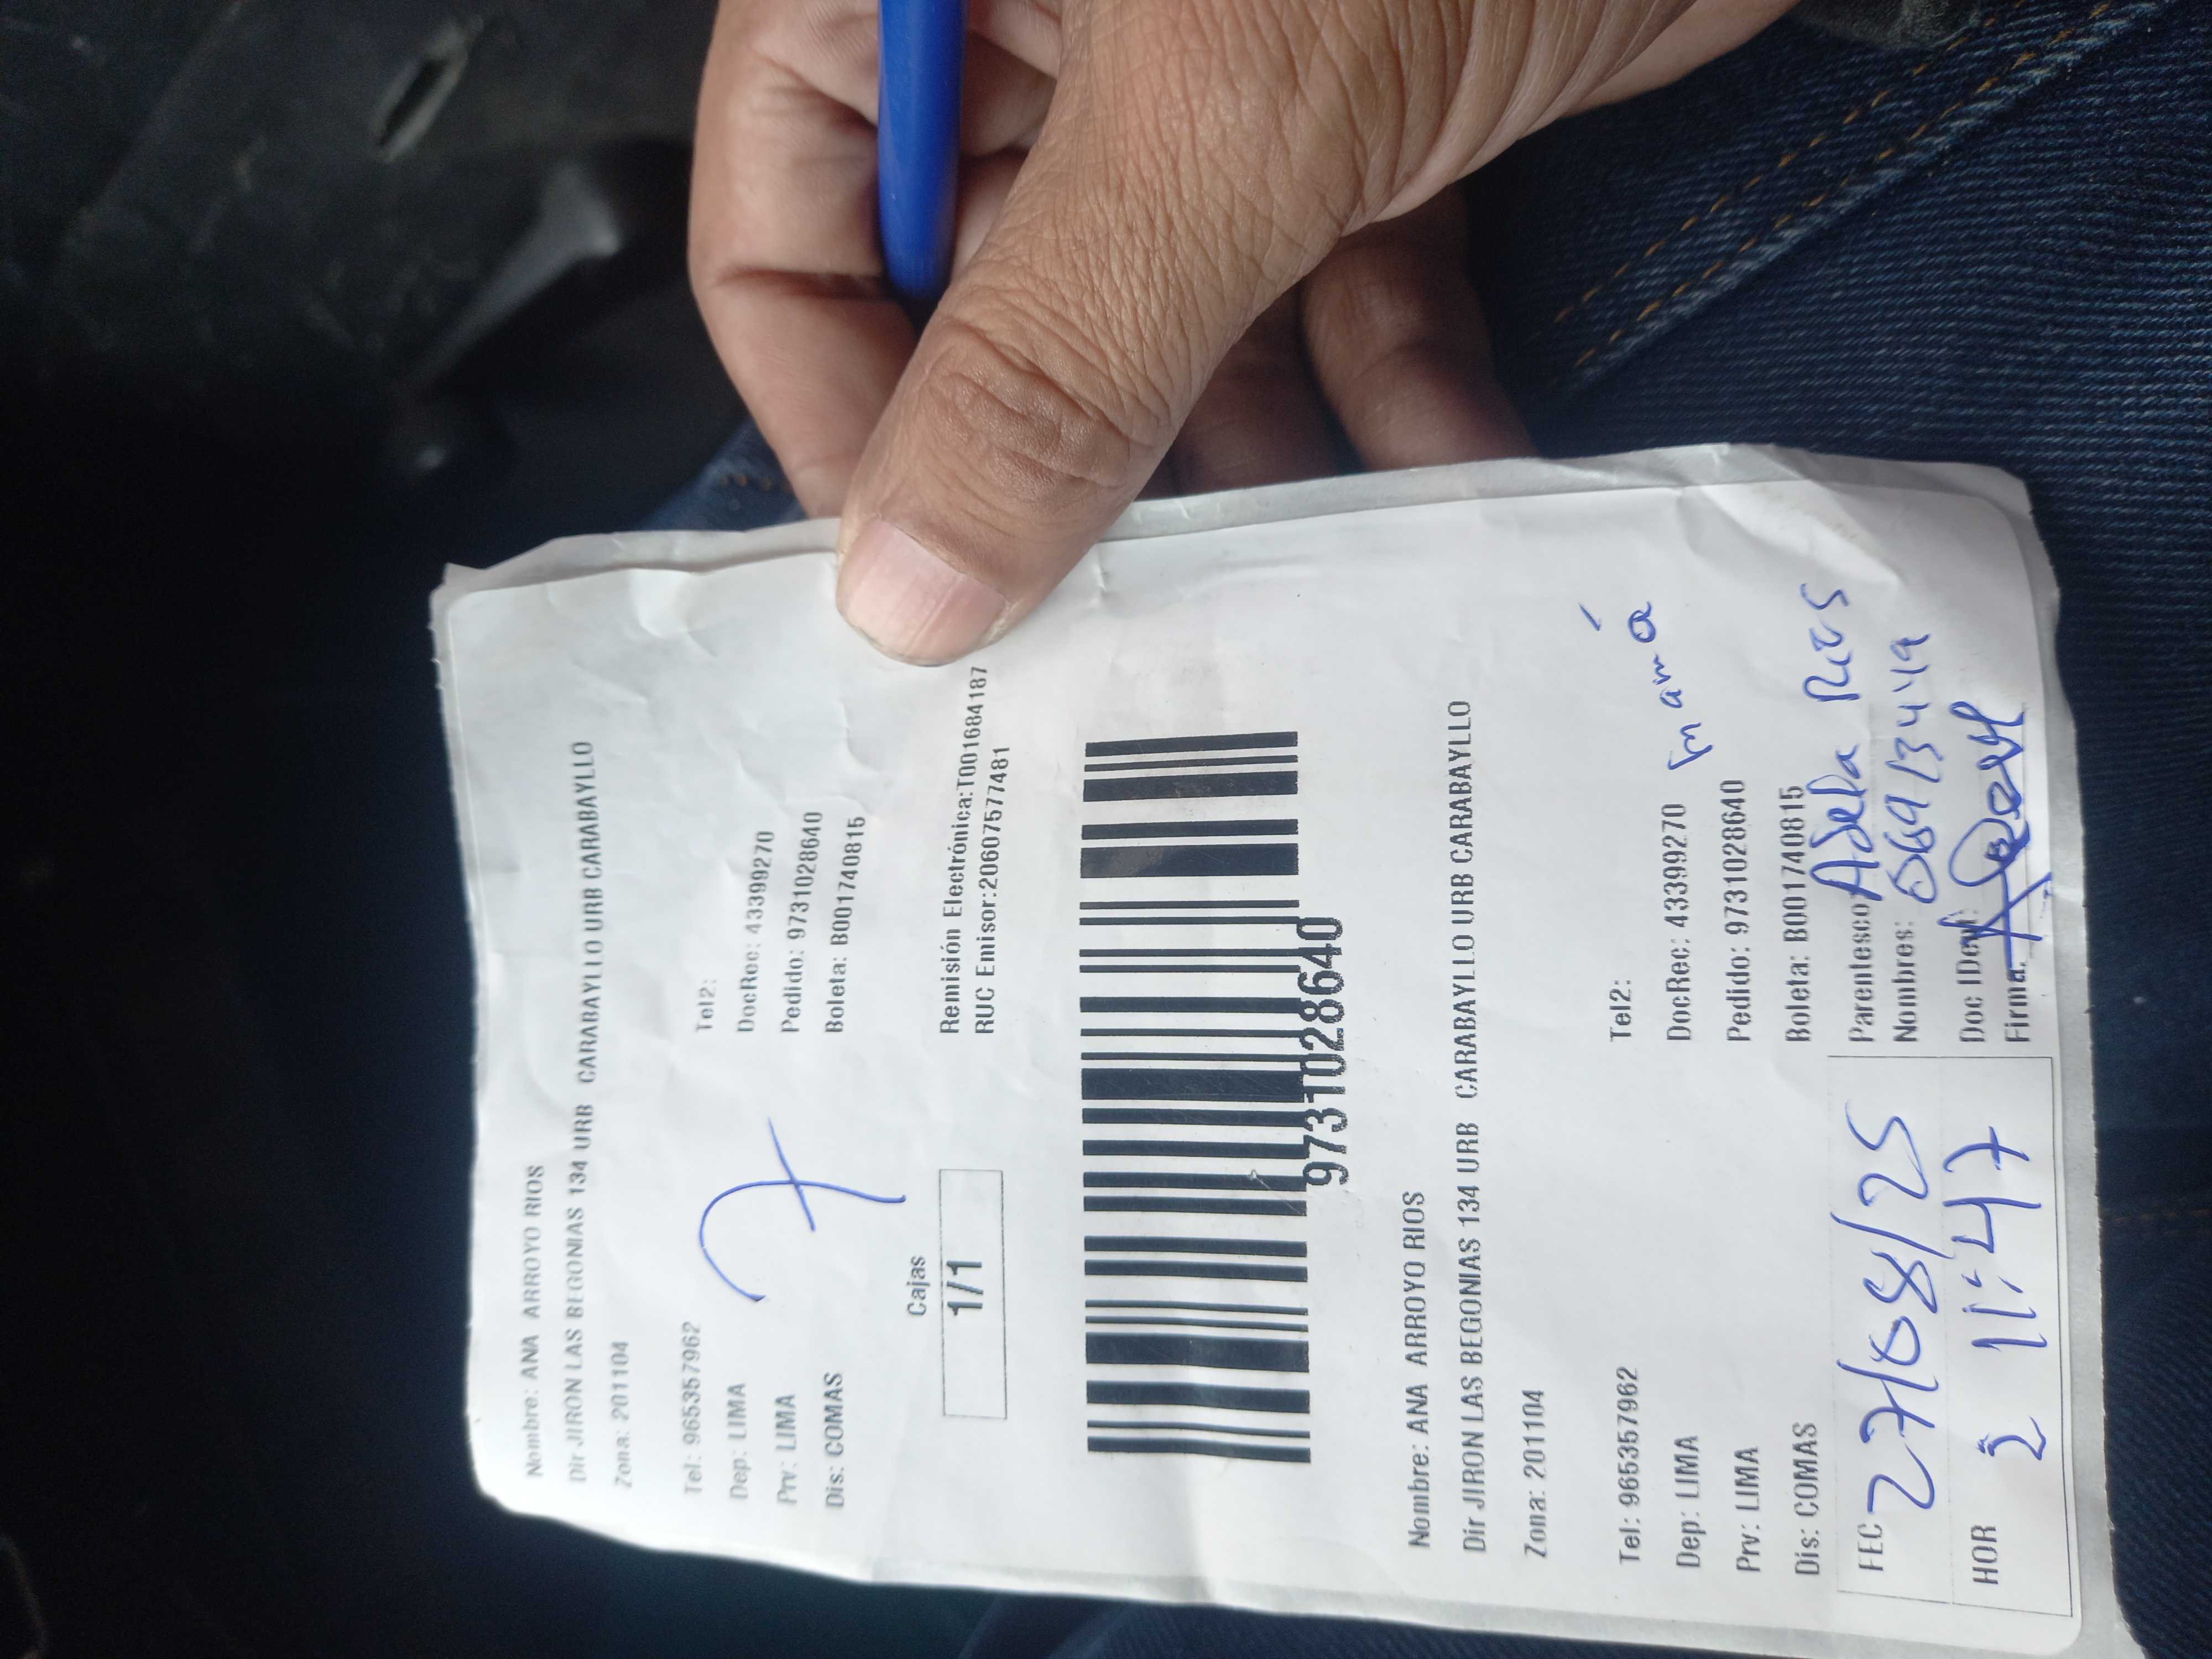 Nombre: ANA ARROYO RIOS
Dir JIRON LAS BEGONIAS 134 URB CARABAYLLO URB CARABAYLLO
Zona: 201104
Tel: 965357962 Tel2:
Dep: LIMA DocRec: 43399270
Prv: LIMA Pedido: 9731028640
Dis: COMAS Boleta: B001740815
Cajas
1/1
Remisión Electrónica:T001684187
RUC Emisor:20607577481
9731028640
Nombre: ANA ARROYO RIOS
Dir JIRON LAS BEGONIAS 134 URB CARABAYLLO URB CARABAYLLO
Zona: 201104
Tel: 965357962 Tel2:
Dep: LIMA DocRec: 43399270 mamá
Prv: LIMA Pedido: 9731028640
Dis: COMAS Boleta: B001740815
FEC 27/08/25
Parentesco: Adela Rios
Nombres:
HOR 2 11:47
Doc IDen:
Firma: